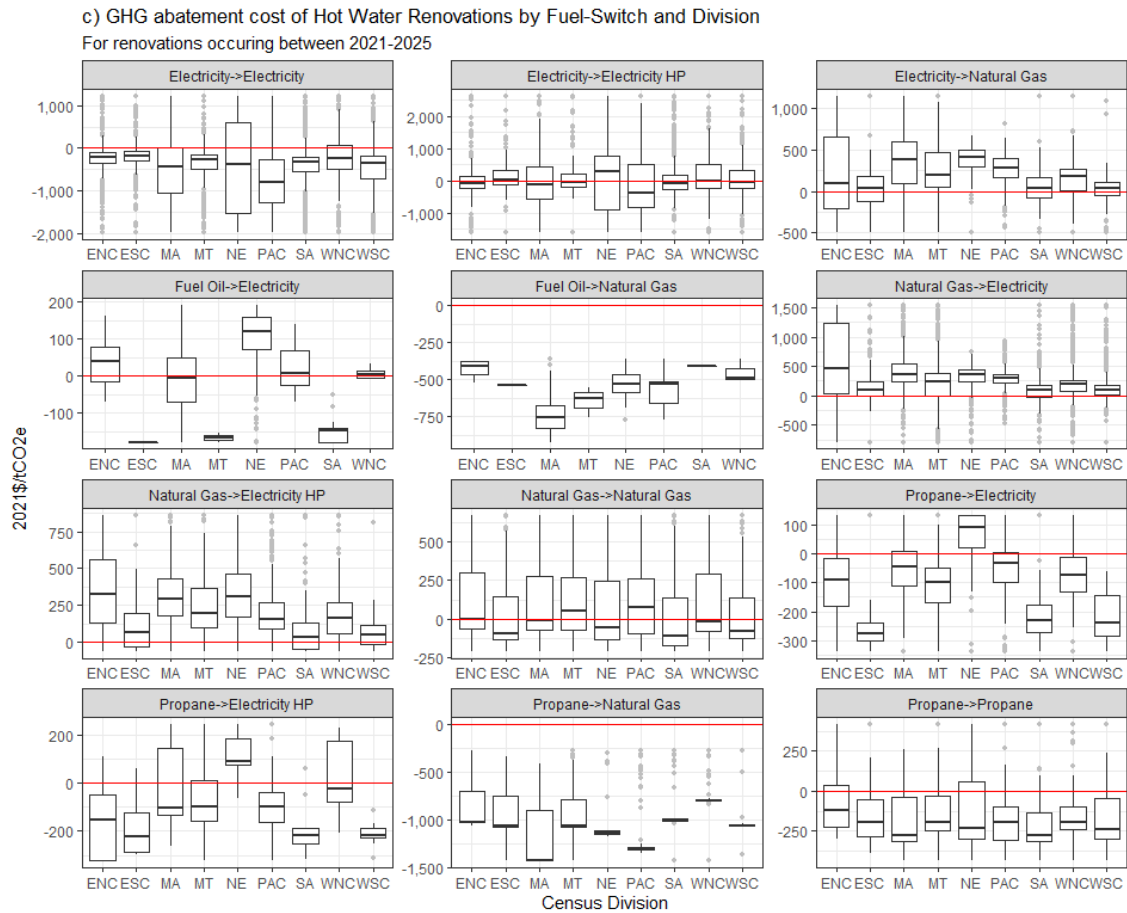 c) GHG abatement cost of Hot Water Renovations by Fuel-Switch and Division
For renovations occuring between 2021-2025
Electricity->Electricity
Electricity->Electricity HP
Electricity->Natural Gas
1,000
0
-1,000
-2,000
2,000
1,000
0
-1,000
1,000
500
0
-500
ENC ESC MA MT NE PAC SA WNC WSC
ENC ESC MA MT NE PAC SA WNC WSC
ENC ESC MA MT NE PAC SA WNC WSC
Fuel Oil->Electricity
Fuel Oil->Natural Gas
Natural Gas->Electricity
200
100
0
-100
0
-250
-500
-750
1,500
1,000
500
0
-500
ENC ESC MA MT NE PAC SA WNC
ENC ESC MA MT NE PAC SA WNC
ENC ESC MA MT NE PAC SA WNC WSC
2021$/tCO2e
Natural Gas->Electricity HP
Natural Gas->Natural Gas
Propane->Electricity
750
500
250
0
500
250
0
-250
100
0
-100
-200
-300
ENC ESC MA MT NE PAC SA WNC WSC
ENC ESC MA MT NE PAC SA WNC WSC
ENC ESC MA MT NE PAC SA WNC WSC
Propane->Electricity HP
Propane->Natural Gas
Propane->Propane
200
0
-200
0
-500
-1,000
-1,500
250
0
-250
ENC ESC MA MT NE PAC SA WNC WSC
ENC ESC MA MT NE PAC SA WNC WSC
ENC ESC MA MT NE PAC SA WNC WSC
Census Division